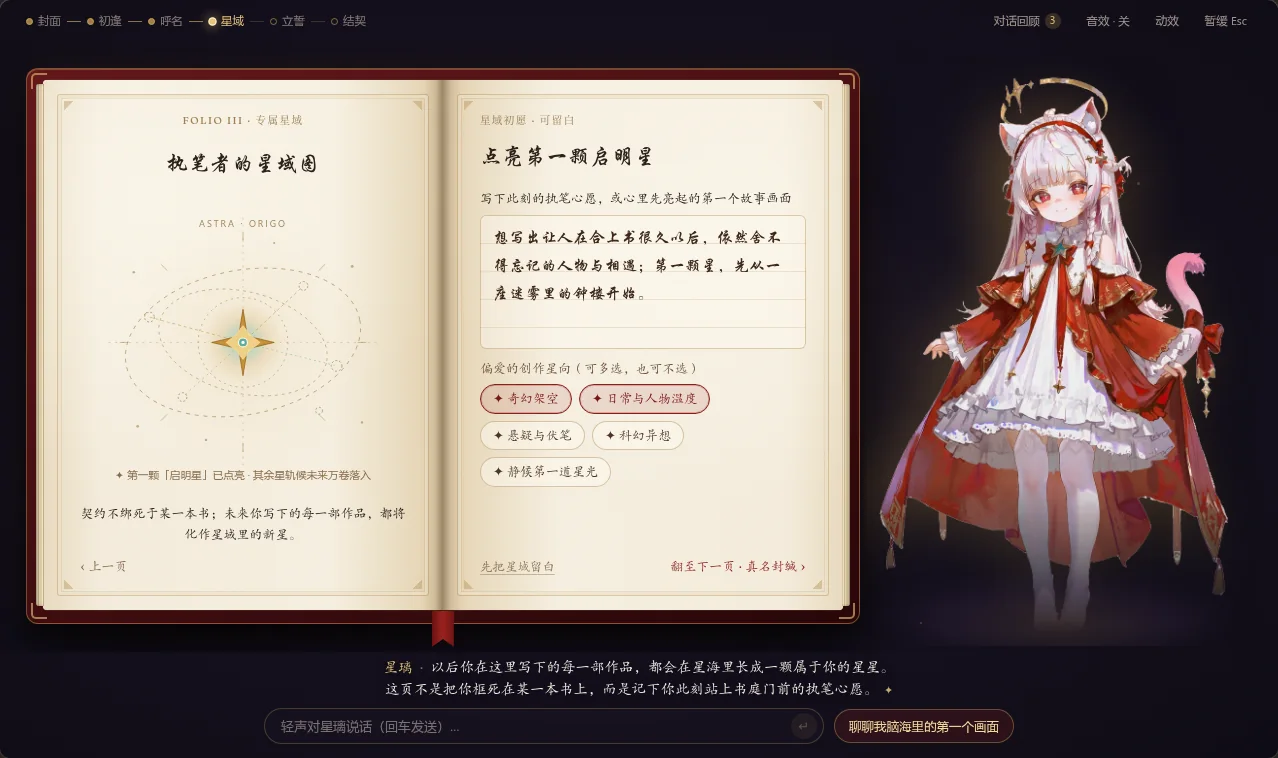 封面 初逢 呼名 星域 立誓 结契
对话回顾 3 音效 · 关 动效 暂缓 Esc
FOLIO III · 专属星域
执笔者的星域图
ASTRA · ORIGO
✦ 第一颗「启明星」已点亮 · 其余星轨候未来万卷落入
契约不绑死于某一本书；未来你写下的每一部作品，都将
化作星域里的新星。
‹ 上一页
星域初愿 · 可留白
点亮第一颗启明星
写下此刻的执笔心愿，或心里先亮起的第一个故事画面
想写出让人在合上书很久以后，依然舍不
得忘记的人物与相遇；第一颗星，先从一
座迷雾里的钟楼开始。
偏爱的创作星向（可多选，也可不选）
✦ 奇幻架空 ✦ 日常与人物温度
✦ 悬疑与伏笔 ✦ 科幻异想
✦ 静候第一道星光
先把星域留白 翻至下一页 · 真名封缄 ›
星璃 · 以后你在这里写下的每一部作品，都会在星海里长成一颗属于你的星星。
这页不是把你框死在某一本书上，而是记下你此刻站上书庭门前的执笔心愿。 ✦
轻声对星璃说话（回车发送）… ↵ 聊聊我脑海里的第一个画面